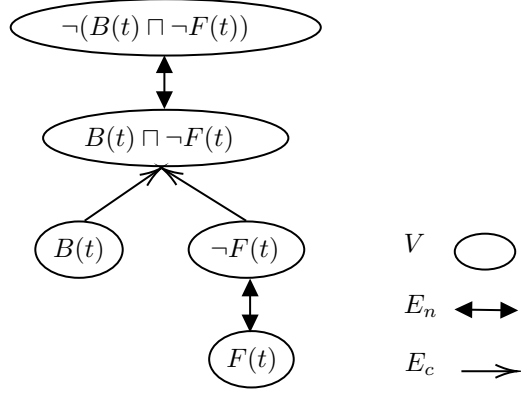 ¬(B(t) ⊓ ¬F(t))
B(t) ⊓ ¬F(t)
B(t) ¬F(t)
F(t)
V
E_n
E_c